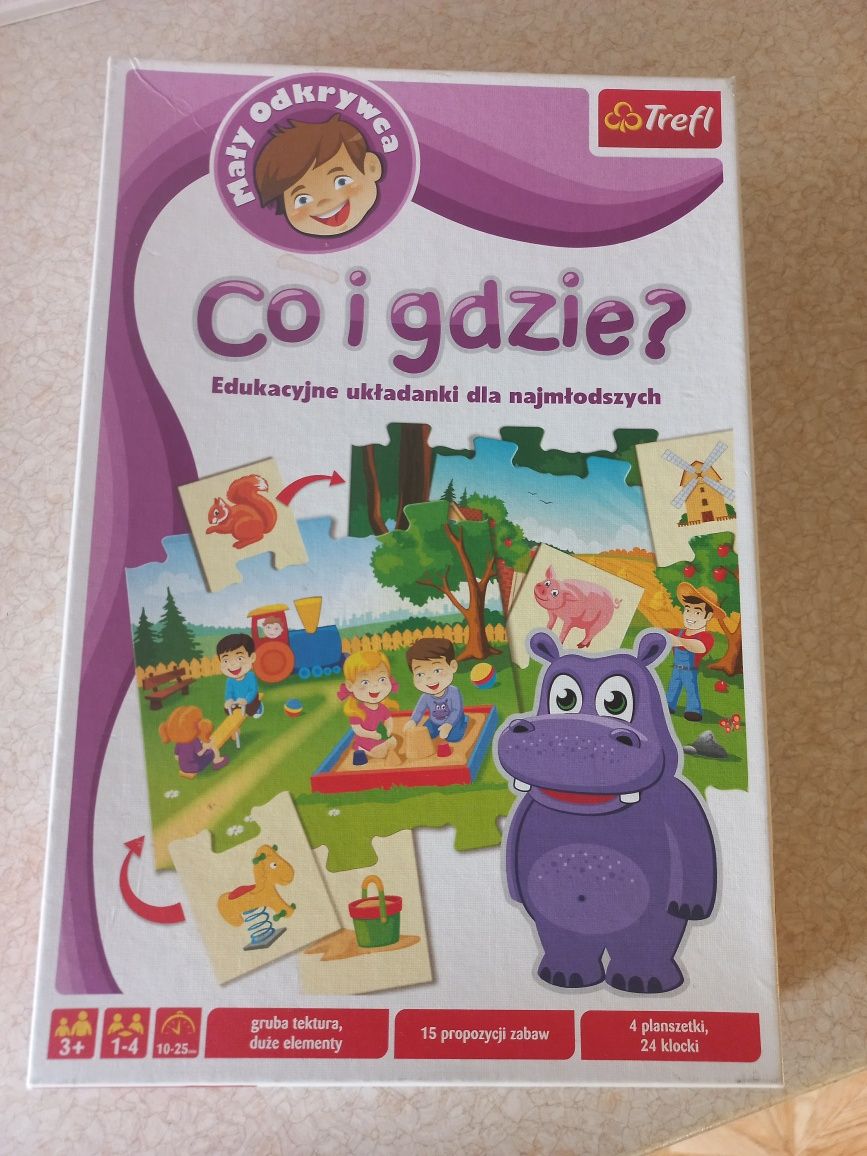 Mały Odkrywca
Trefl
Co i gdzie?
Edukacyjne układanki dla najmłodszych
3+
1-4
10-25min
gruba tektura,
duże elementy
15 propozycji zabaw
4 planszetki,
24 klocki